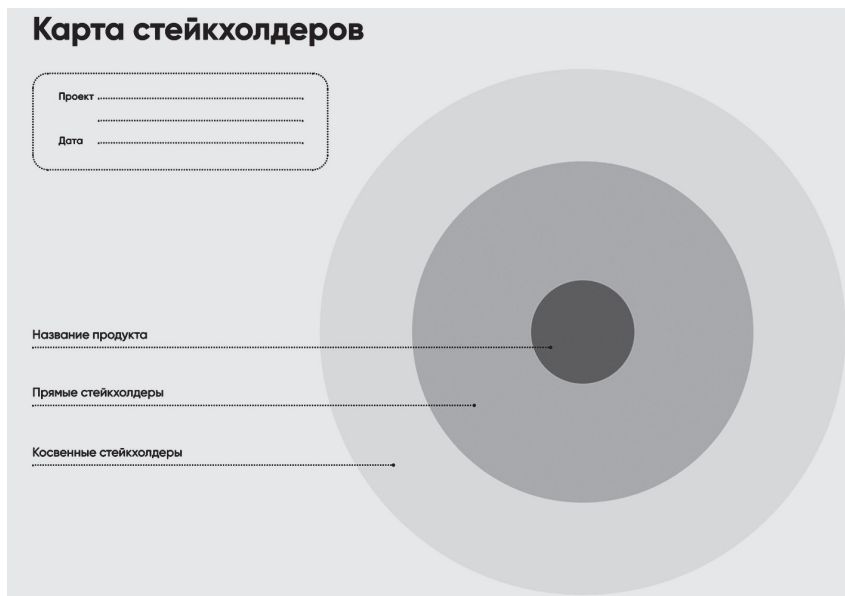 Карта стейкхолдеров
Проект
Дата
Название продукта
Прямые стейкхолдеры
Косвенные стейкхолдеры